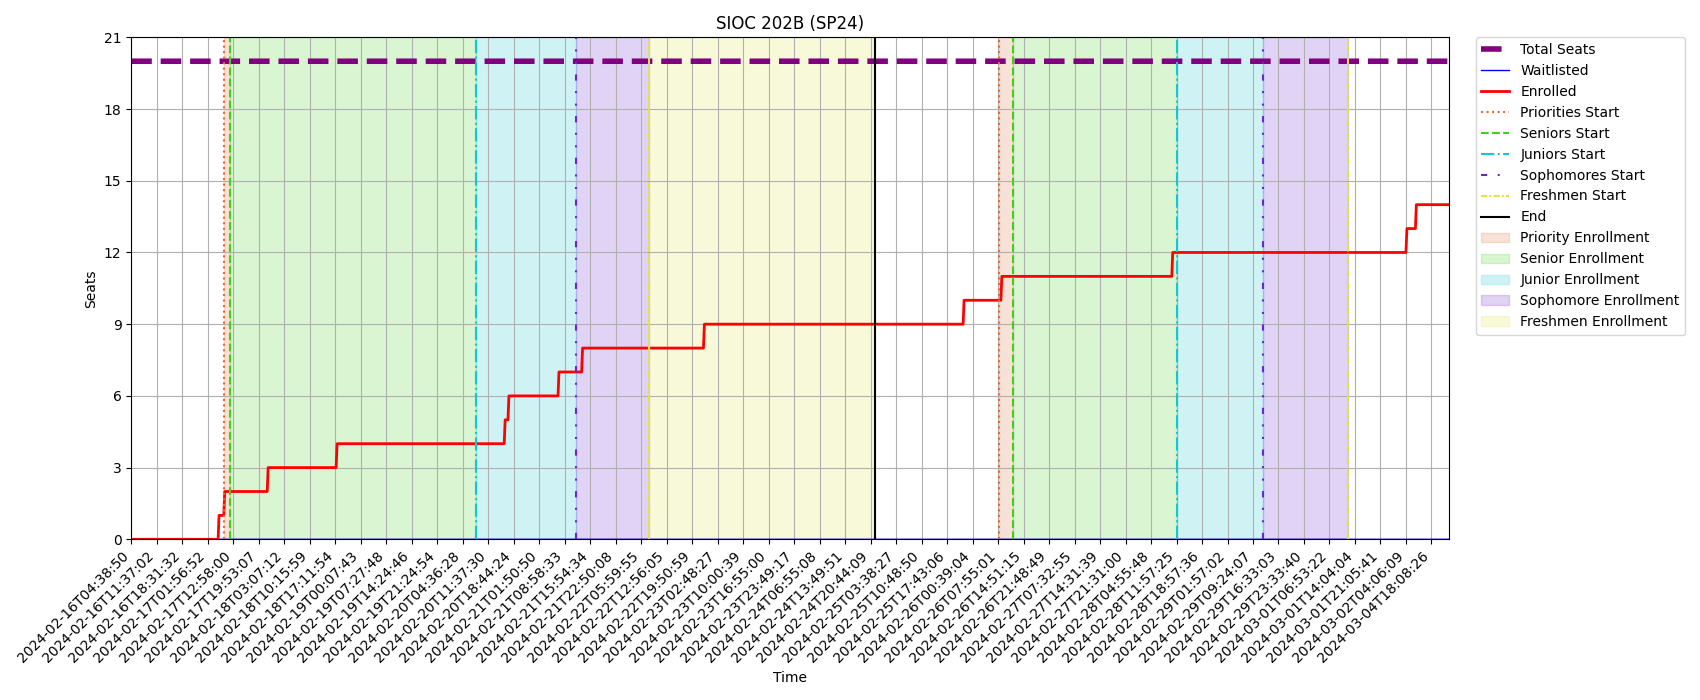 SIOC 202B (SP24)
21
18
15
12
9
6
3
0
Seats
2024-02-16T04:38:50
2024-02-16T11:37:02
2024-02-16T18:31:32
2024-02-17T01:56:52
2024-02-17T12:58:00
2024-02-17T19:53:07
2024-02-18T03:07:12
2024-02-18T10:15:59
2024-02-18T17:11:54
2024-02-19T00:07:43
2024-02-19T07:27:48
2024-02-19T14:24:46
2024-02-19T21:24:54
2024-02-20T04:36:28
2024-02-20T11:37:30
2024-02-20T18:44:24
2024-02-21T01:50:50
2024-02-21T08:58:33
2024-02-21T15:54:34
2024-02-21T22:50:08
2024-02-22T05:59:55
2024-02-22T12:56:05
2024-02-22T19:50:59
2024-02-23T02:48:27
2024-02-23T10:00:39
2024-02-23T16:55:00
2024-02-23T23:49:17
2024-02-24T06:55:08
2024-02-24T13:49:51
2024-02-24T20:44:09
2024-02-25T03:38:27
2024-02-25T10:48:50
2024-02-25T17:43:06
2024-02-26T00:39:04
2024-02-26T07:55:01
2024-02-26T14:51:15
2024-02-26T21:48:49
2024-02-27T07:32:55
2024-02-27T14:31:39
2024-02-27T21:31:00
2024-02-28T04:55:48
2024-02-28T11:57:25
2024-02-28T18:57:36
2024-02-29T01:57:02
2024-02-29T09:24:07
2024-02-29T16:33:03
2024-02-29T23:33:40
2024-03-01T06:53:22
2024-03-01T14:04:04
2024-03-01T21:05:41
2024-03-02T04:06:09
2024-03-04T18:08:26
Time
Total Seats
Waitlisted
Enrolled
Priorities Start
Seniors Start
Juniors Start
Sophomores Start
Freshmen Start
End
Priority Enrollment
Senior Enrollment
Junior Enrollment
Sophomore Enrollment
Freshmen Enrollment